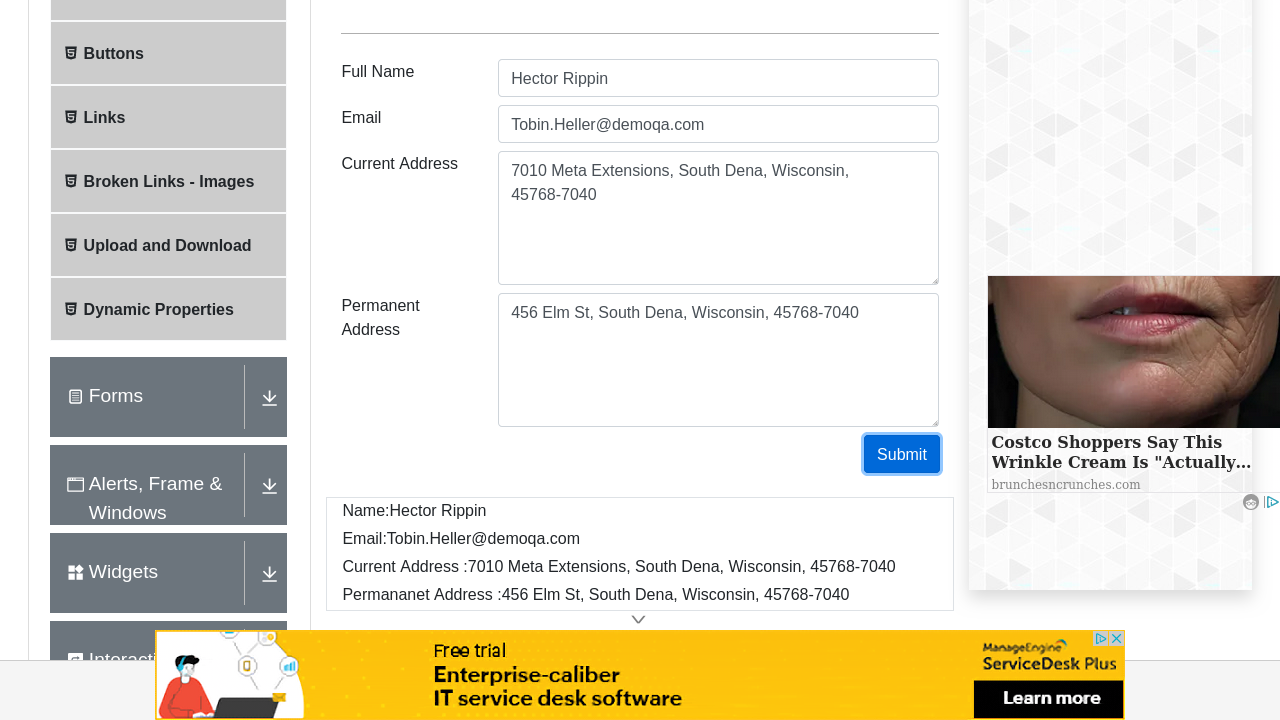 Buttons
Links
Broken Links - Images
Upload and Download
Dynamic Properties
Forms
Alerts, Frame &
Windows
Widgets
Full Name
Hector Rippin
Email
Tobin.Heller@demoqa.com
Current Address
7010 Meta Extensions, South Dena, Wisconsin,
45768-7040
Permanent
Address
456 Elm St, South Dena, Wisconsin, 45768-7040
Submit
Name:Hector Rippin
Email:Tobin.Heller@demoqa.com
Current Address :7010 Meta Extensions, South Dena, Wisconsin, 45768-7040
Permananet Address :456 Elm St, South Dena, Wisconsin, 45768-7040
Costco Shoppers Say This
Wrinkle Cream Is "Actually...
brunchesncrunches.com
Free trial
Enterprise-caliber
IT service desk software
ManageEngine
ServiceDesk Plus
Learn more